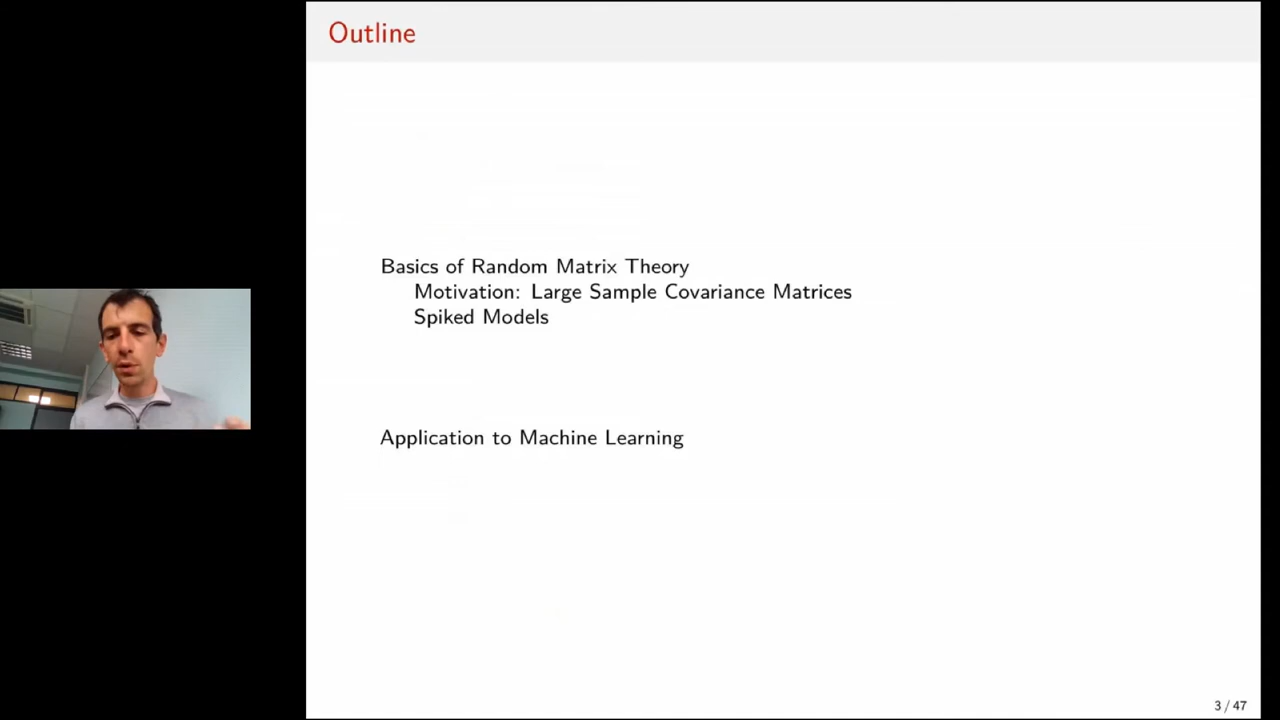 Outline
Basics of Random Matrix Theory
Motivation: Large Sample Covariance Matrices
Spiked Models
Application to Machine Learning
3 / 47